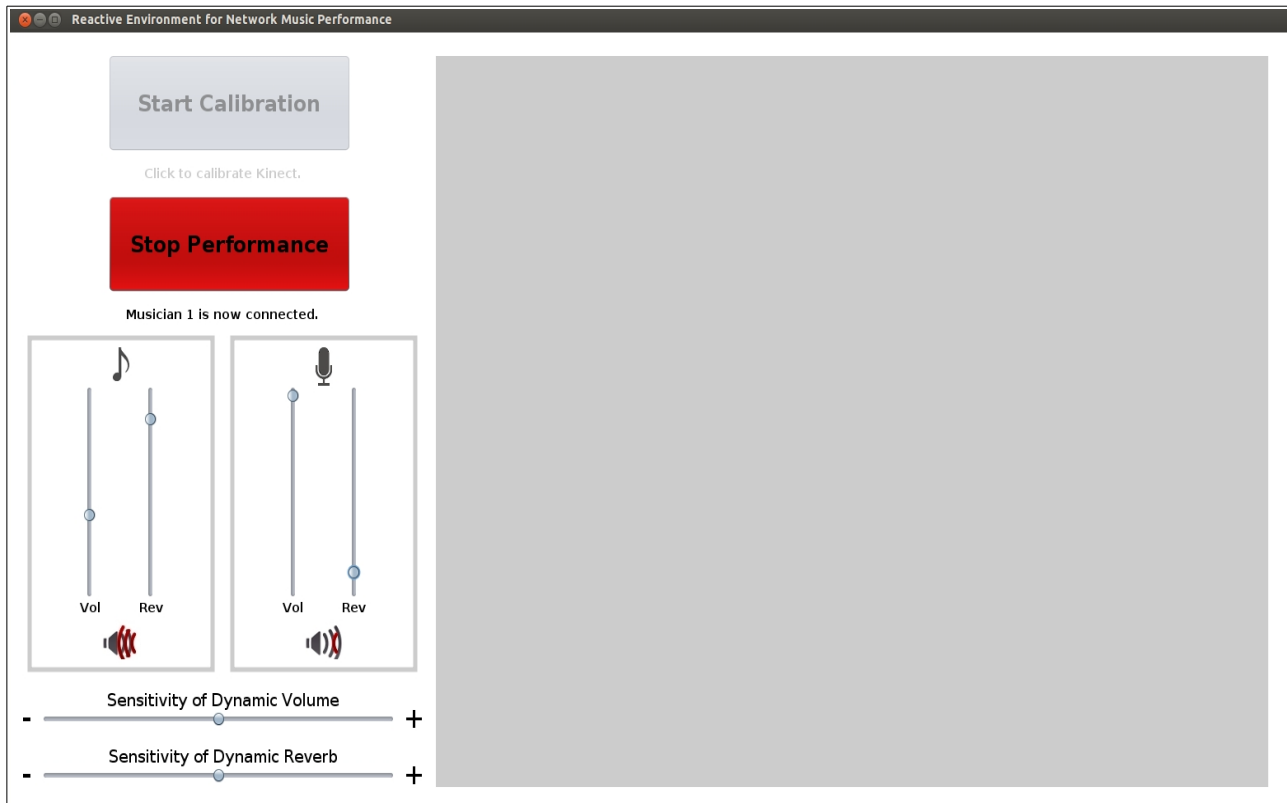 Reactive Environment for Network Music Performance
Start Calibration
Click to calibrate Kinect.
Stop Performance
Musician 1 is now connected.
Vol Rev
Vol Rev
Sensitivity of Dynamic Volume
- +
Sensitivity of Dynamic Reverb
- +